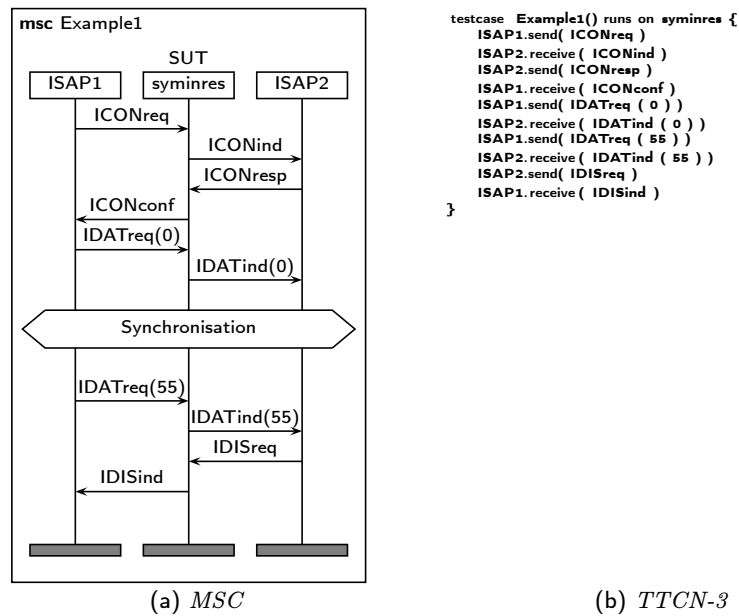 msc Example1
SUT
ISAP1 syminres ISAP2
ICONreq
ICONind
ICONresp
ICONconf
IDATreq(0)
IDATind(0)
Synchronisation
IDATreq(55)
IDATind(55)
IDISreq
IDISind
(a) MSC
testcase Example1() runs on syminres {
ISAP1.send( ICONreq )
ISAP2.receive ( ICONind )
ISAP2.send( ICONresp )
ISAP1.receive ( ICONconf )
ISAP1.send( IDATreq ( 0 ) )
ISAP2.receive ( IDATind ( 0 ) )
ISAP1.send( IDATreq ( 55 ) )
ISAP2.receive ( IDATind ( 55 ) )
ISAP2.send( IDISreq )
ISAP1.receive ( IDISind )
}
(b) TTCN-3